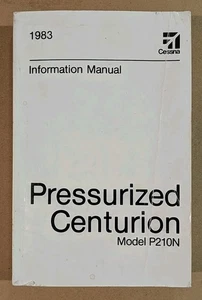 1983
Cessna
Information Manual
Pressurized
Centurion
Model P210N